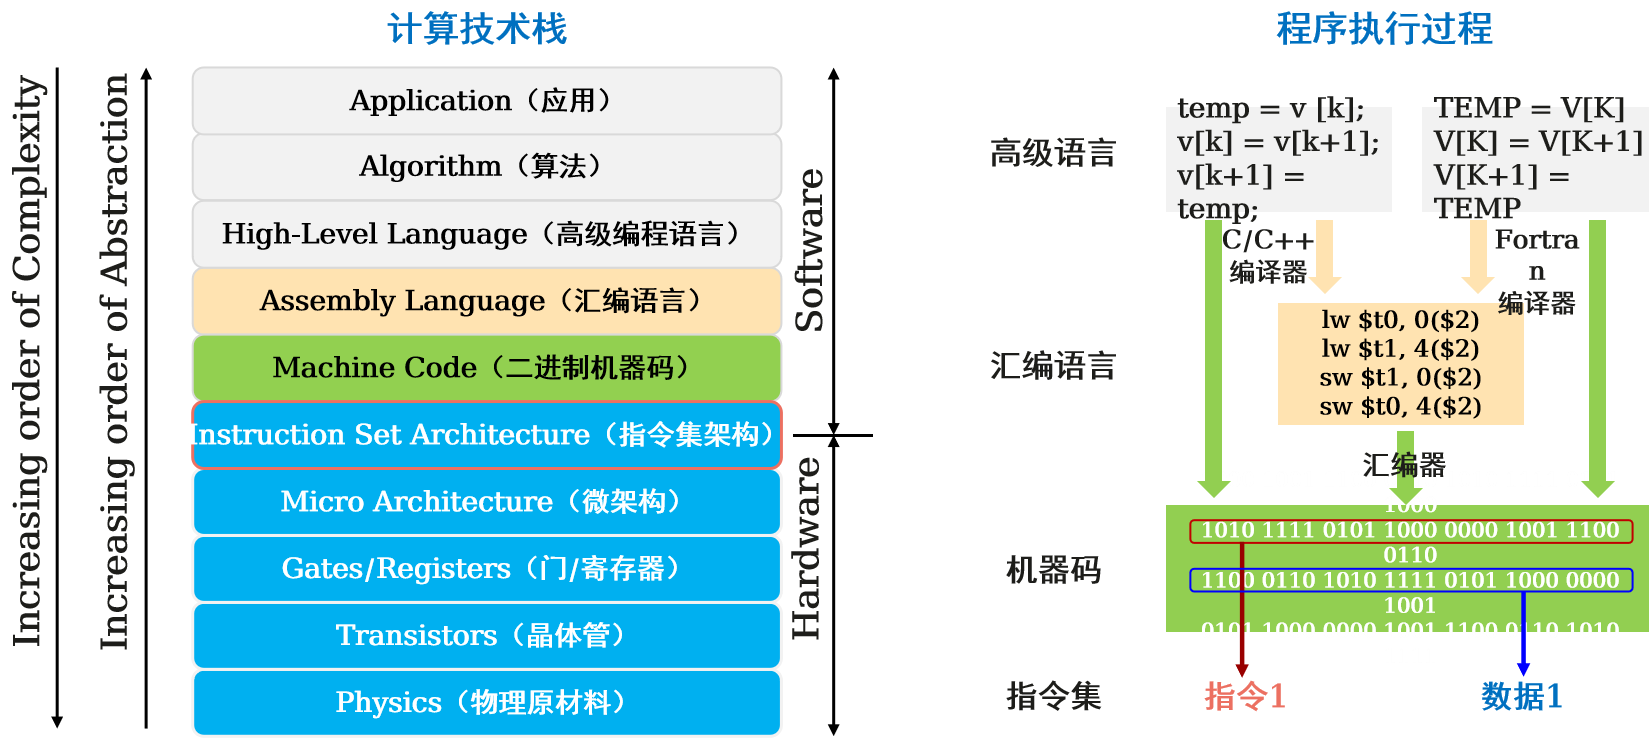 计算技术栈
Increasing order of Complexity
Increasing order of Abstraction
Application（应用）
Algorithm（算法）
High-Level Language（高级编程语言）
Assembly Language（汇编语言）
Machine Code（二进制机器码）
Instruction Set Architecture（指令集架构）
Micro Architecture（微架构）
Gates/Registers（门/寄存器）
Transistors（晶体管）
Physics（物理原材料）
Software
Hardware
程序执行过程
高级语言
temp = v [k];
v[k] = v[k+1];
v[k+1] =
temp;
TEMP = V[K]
V[K] = V[K+1]
V[K+1] =
TEMP
C/C++
编译器
Fortra
n
编译器
汇编语言
lw $t0, 0($2)
lw $t1, 4($2)
sw $t1, 0($2)
sw $t0, 4($2)
汇编器
机器码
1000
1010 1111 0101 1000 0000 1001 1100
0110
1100 0110 1010 1111 0101 1000 0000
1001
0101 1000 0000 1001 1100 0110 1010
指令集
指令1
数据1